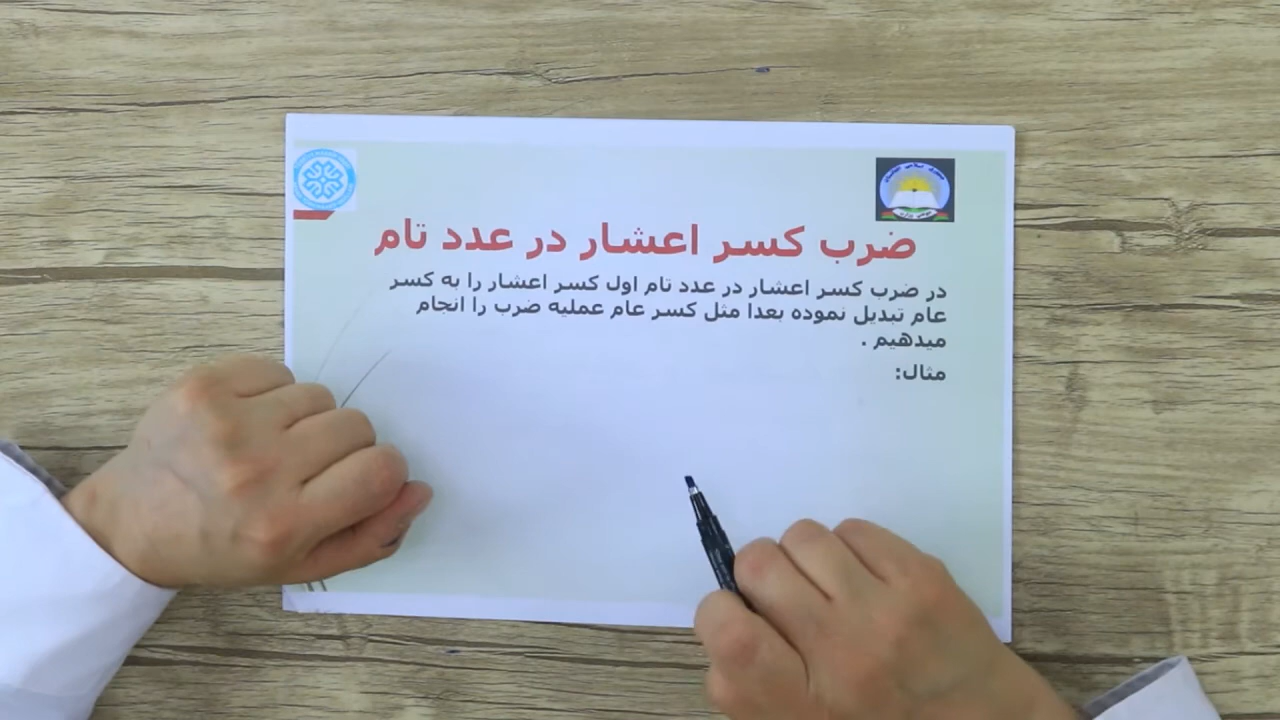 ضرب کسر اعشار در عدد تام
در ضرب کسر اعشار در عدد تام اول کسر اعشار را به کسر
عام تبدیل نموده بعدا مثل کسر عام عملیه ضرب را انجام
میدهیم .
مثال: